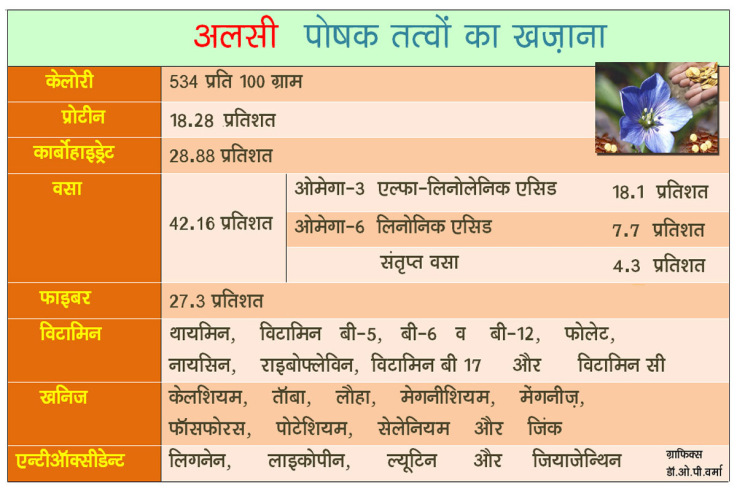 अलसी पोषक तत्वों का खज़ाना
केलोरी 534 प्रति 100 ग्राम
प्रोटीन 18.28 प्रतिशत
कार्बोहाइड्रेट 28.88 प्रतिशत
वसा 42.16 प्रतिशत
ओमेगा-3 एल्फा-लिनोलेनिक एसिड 18.1 प्रतिशत
ओमेगा-6 लिनोनिक एसिड 7.7 प्रतिशत
संतृप्त वसा 4.3 प्रतिशत
फाइबर 27.3 प्रतिशत
विटामिन थायमिन, विटामिन बी-5, बी-6 व बी-12, फोलेट,
नायसिन, राइबोफ्लेविन, विटामिन बी 17 और विटामिन सी
खनिज केलशियम, ताँबा, लौहा, मेगनीशियम, मेंगनीज़,
फॉसफोरस, पोटेशियम, सेलेनियम और जिंक
एन्टीऑक्सीडेन्ट लिगनेन, लाइकोपीन, ल्यूटिन और जियाजेन्थिन
ग्राफिक्स
डॉ.ओ.पी.वर्मा